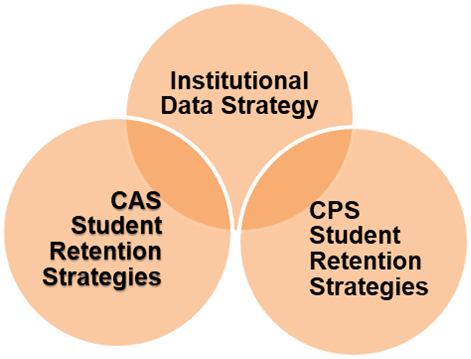 Institutional
Data Strategy
CAS
Student
Retention
Strategies
CPS
Student
Retention
Strategies